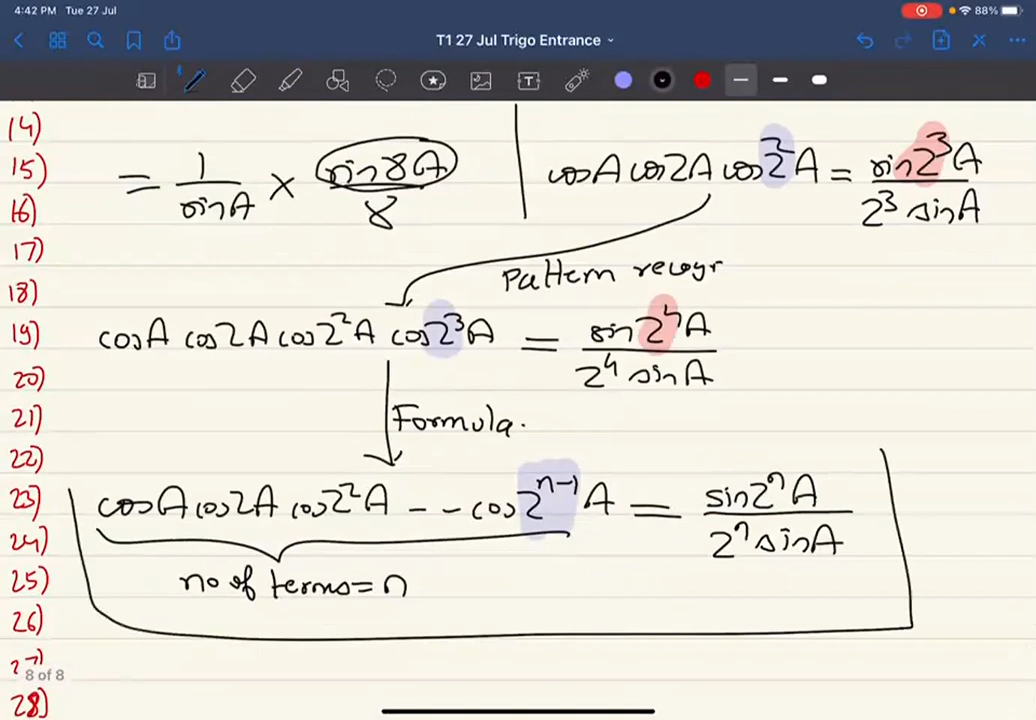 4:42 PM Tue 27 Jul 88%
T1 27 Jul Trigo Entrance
14)
15) = 1/sinA × sin8A/8 cosA cos2A cos2²A = sin2³A/2³ sinA
16)
17)
18) Pattern recogn
19) cosA cos2A cos2²A cos2³A = sin2⁴A/2⁴ sinA
20)
21) Formula.
22)
23) cosA cos2A cos2²A -- cos2ⁿ⁻¹A = sin2ⁿA/2ⁿ sinA
24)
25) no of terms = n
26)
27)
8 of 8
28)